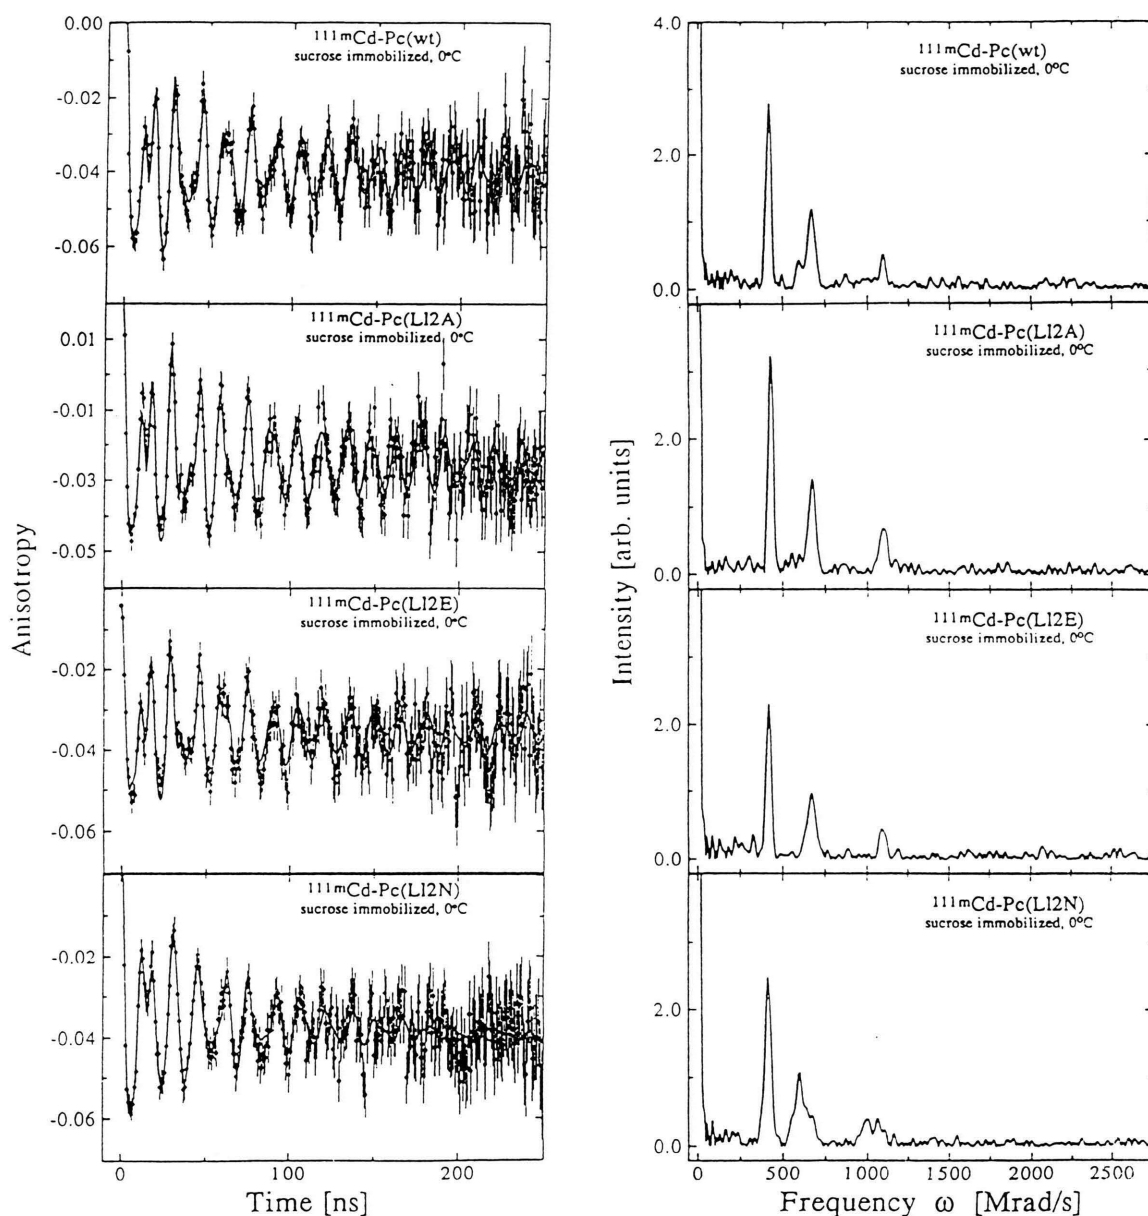 Anisotropy
0.00
-0.02
-0.04
-0.06
111mCd-Pc(wt)
sucrose immobilized, 0°C
0.01
-0.01
-0.03
-0.05
111mCd-Pc(L12A)
sucrose immobilized, 0°C
-0.02
-0.04
-0.06
111mCd-Pc(L12E)
sucrose immobilized, 0°C
-0.02
-0.04
-0.06
111mCd-Pc(L12N)
sucrose immobilized, 0°C
0 100 200
Time [ns]
Intensity [arb. units]
4.0
2.0
0.0
111mCd-Pc(wt)
sucrose immobilized, 0°C
2.0
0.0
111mCd-Pc(L12A)
sucrose immobilized, 0°C
2.0
0.0
111mCd-Pc(L12E)
sucrose immobilized, 0°C
2.0
0.0
111mCd-Pc(L12N)
sucrose immobilized, 0°C
0 500 1000 1500 2000 2500
Frequency ω [Mrad/s]